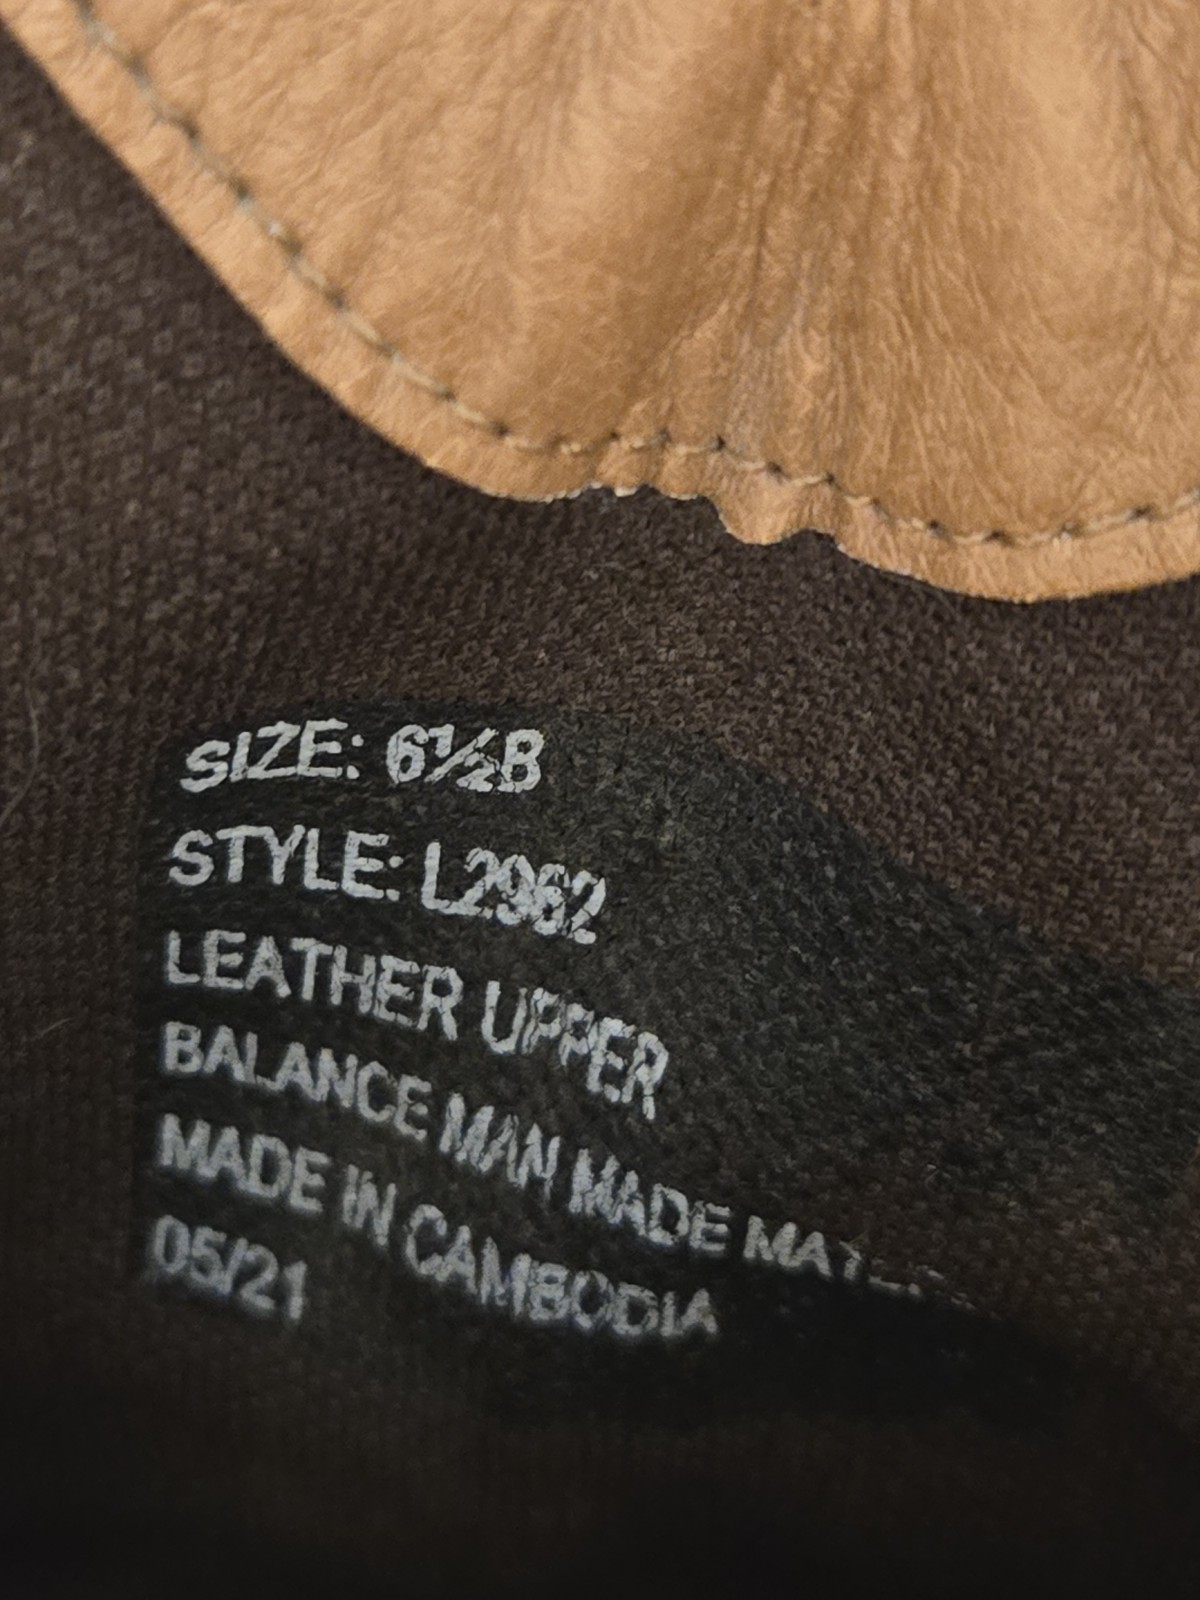 SIZE: 6½B
STYLE: L2962
LEATHER UPPER
BALANCE MAN MADE
MADE IN CAMBODIA
05/21